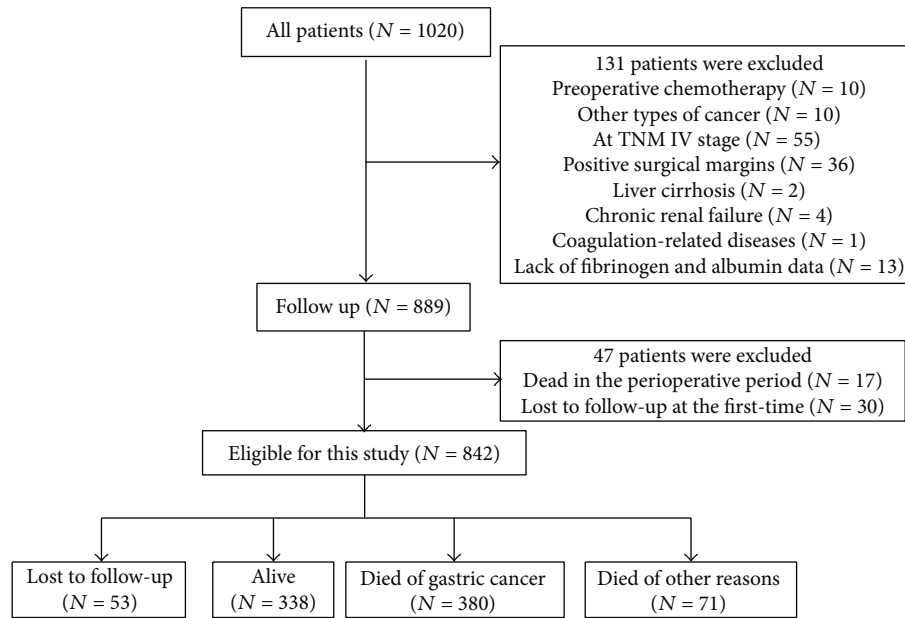 All patients (N = 1020)
131 patients were excluded
Preoperative chemotherapy (N = 10)
Other types of cancer (N = 10)
At TNM IV stage (N = 55)
Positive surgical margins (N = 36)
Liver cirrhosis (N = 2)
Chronic renal failure (N = 4)
Coagulation-related diseases (N = 1)
Lack of fibrinogen and albumin data (N = 13)
Follow up (N = 889)
47 patients were excluded
Dead in the perioperative period (N = 17)
Lost to follow-up at the first-time (N = 30)
Eligible for this study (N = 842)
Lost to follow-up
(N = 53)
Alive
(N = 338)
Died of gastric cancer
(N = 380)
Died of other reasons
(N = 71)